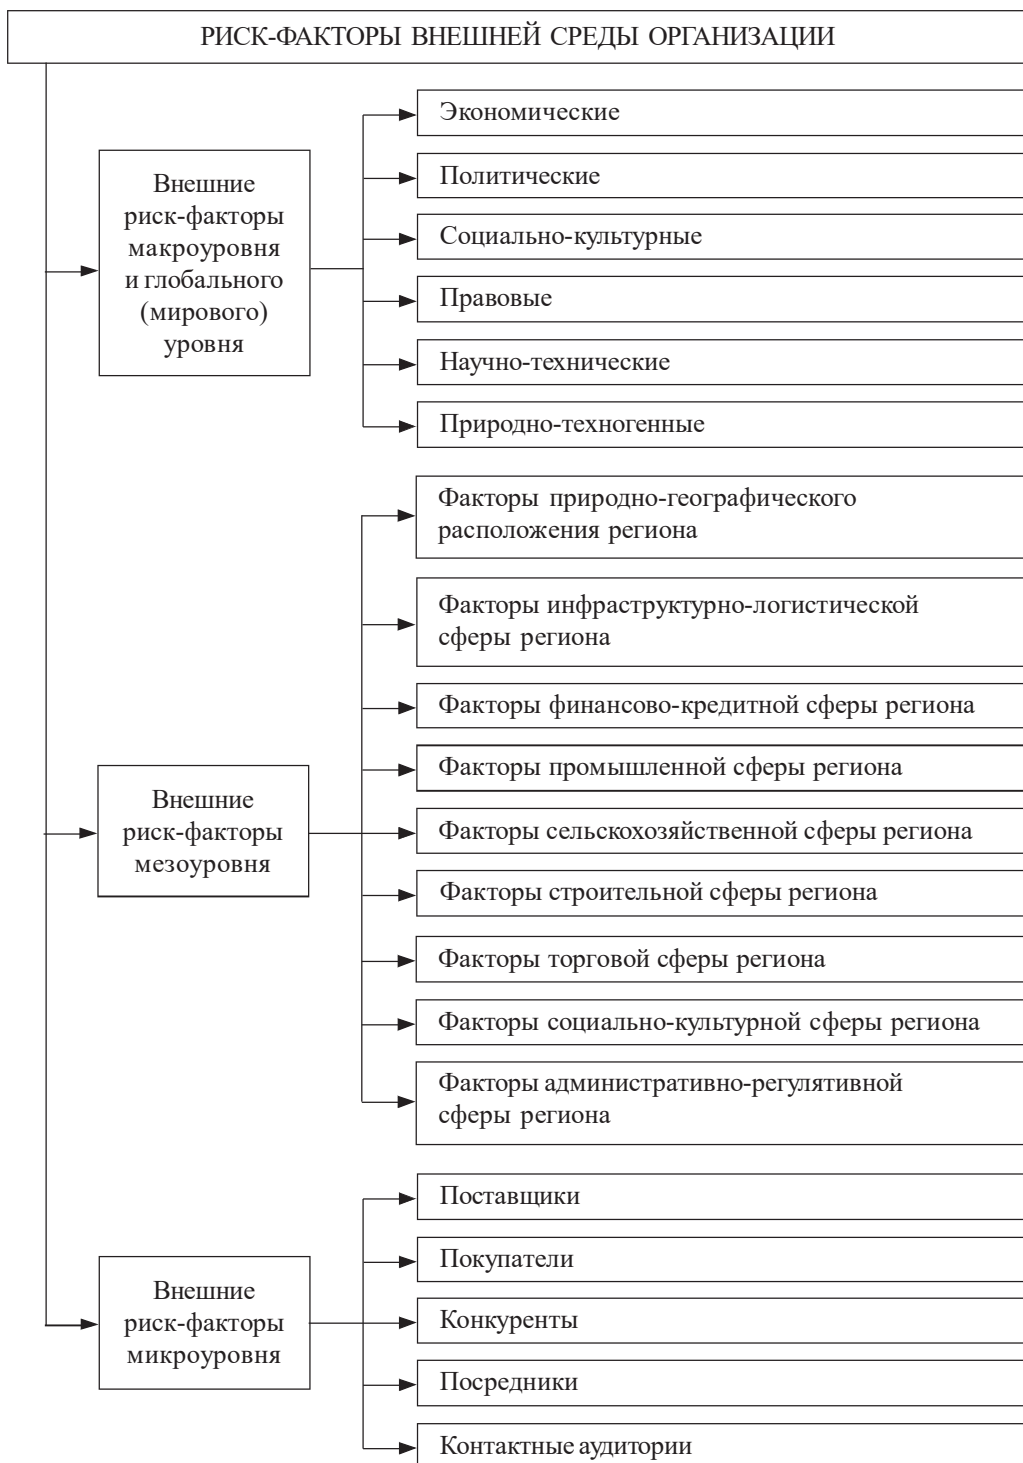 РИСК-ФАКТОРЫ ВНЕШНЕЙ СРЕДЫ ОРГАНИЗАЦИИ
Внешние
риск-факторы
макроуровня
и глобального
(мирового)
уровня
Экономические
Политические
Социально-культурные
Правовые
Научно-технические
Природно-техногенные
Внешние
риск-факторы
мезоуровня
Факторы природно-географического
расположения региона
Факторы инфраструктурно-логистической
сферы региона
Факторы финансово-кредитной сферы региона
Факторы промышленной сферы региона
Факторы сельскохозяйственной сферы региона
Факторы строительной сферы региона
Факторы торговой сферы региона
Факторы социально-культурной сферы региона
Факторы административно-регулятивной
сферы региона
Внешние
риск-факторы
микроуровня
Поставщики
Покупатели
Конкуренты
Посредники
Контактные аудитории